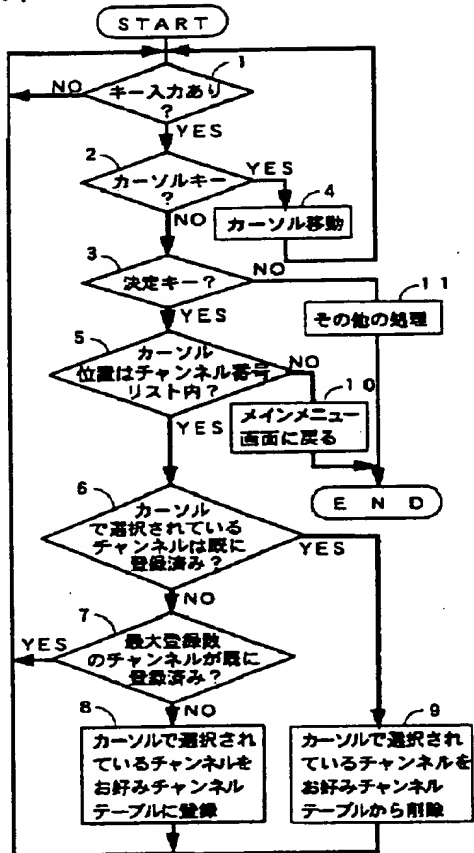 START
1
NO
キー入力あり
?
YES
2
YES
カーソルキー
?
4
NO
カーソル移動
3
NO
決定キー?
11
YES
その他の処理
5
カーソル
位置はチャンネル番号
リスト内?
NO
10
メインメニュー
画面に戻る
YES
END
6
カーソル
で選択されている
チャンネルは既に
登録済み?
YES
NO
7
YES
最大登録数
のチャンネルが既に
登録済み?
NO
8
カーソルで選択され
ているチャンネルを
お好みチャンネル
テーブルに登録
9
カーソルで選択され
ているチャンネルを
お好みチャンネル
テーブルから削除